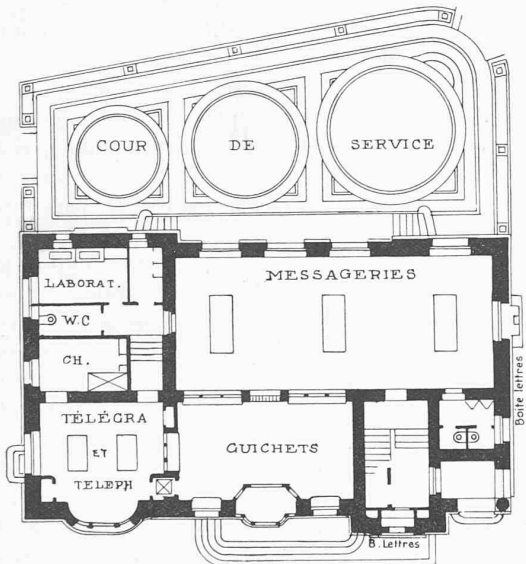 COUR DE SERVICE
MESSAGERIES
LABORAT.
W.C
CH.
TÉLÉGRA
ET
TELEPH
GUICHETS
Boite lettres
B. Lettres